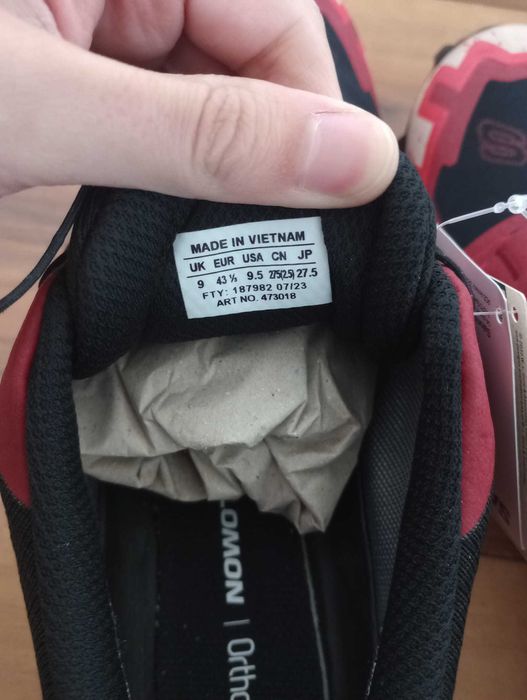 MADE IN VIETNAM
UK EUR USA CN JP
9 43 ⅓ 9.5 275(2.5) 27.5
FTY: 187982 07/23
ART NO. 473018
LOMON | Ortho